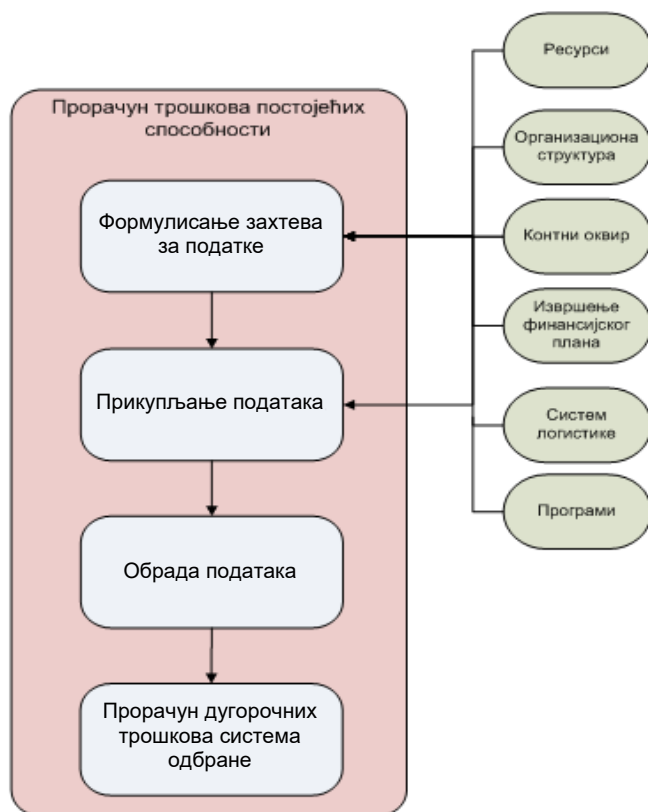 Прорачун трошкова постојећих
способности
Формулисање захтева
за податке
Прикупљање података
Обрада података
Прорачун дугорочних
трошкова система
одбране
Ресурси
Организациона
структура
Контни оквир
Извршење
финансијског
плана
Систем
логистике
Програми